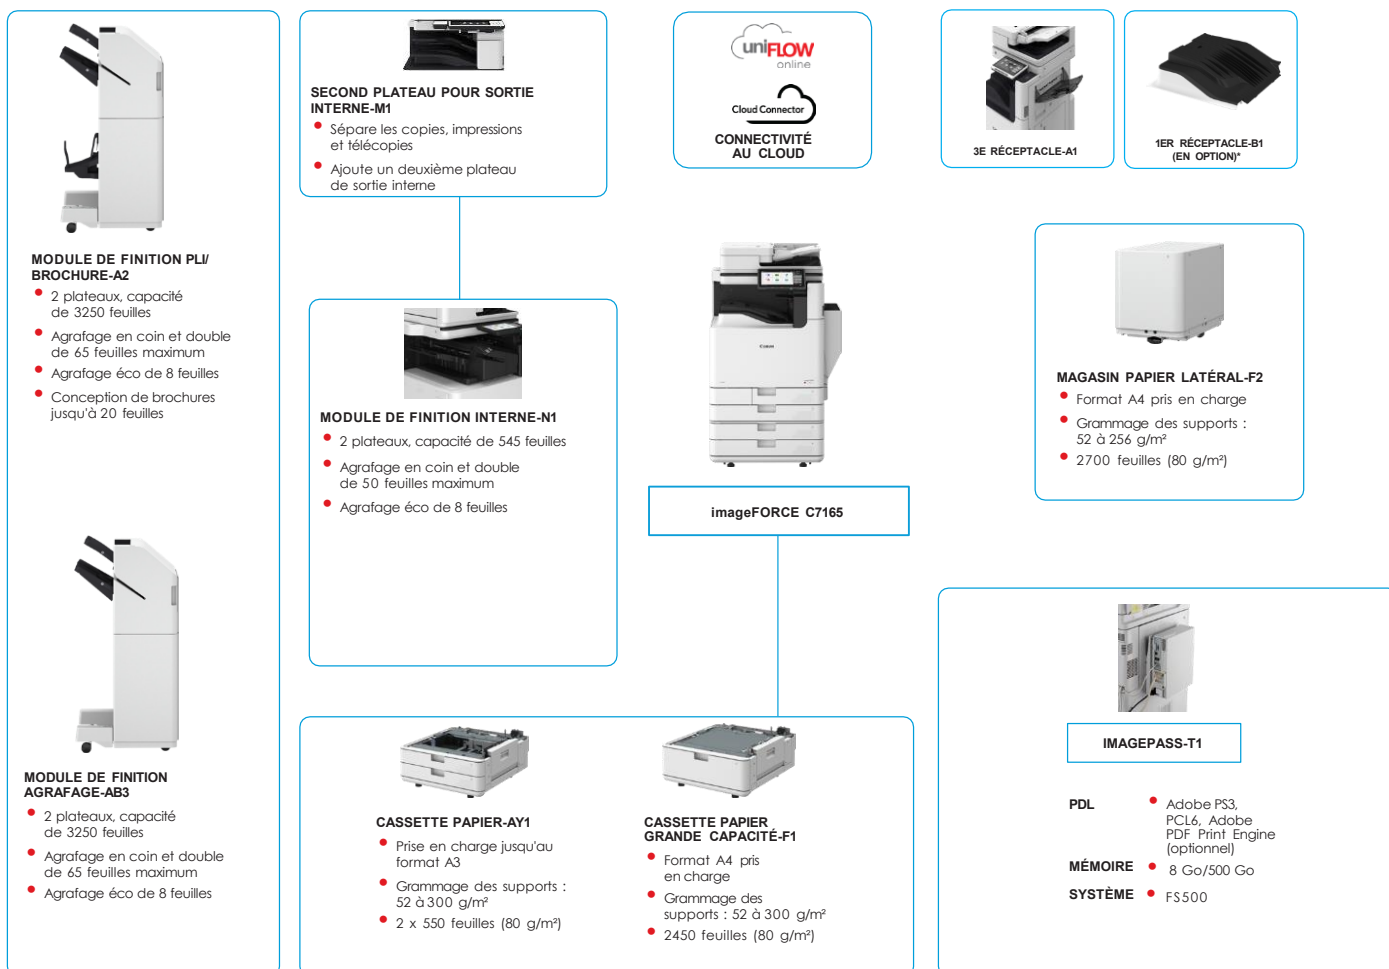 MODULE DE FINITION PLI/
BROCHURE-A2
2 plateaux, capacité
de 3250 feuilles
Agrafage en coin et double
de 65 feuilles maximum
Agrafage éco de 8 feuilles
Conception de brochures
jusqu'à 20 feuilles
MODULE DE FINITION
AGRAFAGE-AB3
2 plateaux, capacité
de 3250 feuilles
Agrafage en coin et double
de 65 feuilles maximum
Agrafage éco de 8 feuilles
SECOND PLATEAU POUR SORTIE
INTERNE-M1
Sépare les copies, impressions
et télécopies
Ajoute un deuxième plateau
de sortie interne
MODULE DE FINITION INTERNE-N1
2 plateaux, capacité de 545 feuilles
Agrafage en coin et double
de 50 feuilles maximum
Agrafage éco de 8 feuilles
uniFLOW
online
Cloud Connector
CONNECTIVITÉ
AU CLOUD
Canon
imageFORCE C7165
CASSETTE PAPIER-AY1
Prise en charge jusqu'au
format A3
Grammage des supports :
52 à 300 g/m²
2 x 550 feuilles (80 g/m²)
CASSETTE PAPIER
GRANDE CAPACITÉ-F1
Format A4 pris
en charge
Grammage des
supports : 52 à 300 g/m²
2450 feuilles (80 g/m²)
3E RÉCEPTACLE-A1
1ER RÉCEPTACLE-B1
(EN OPTION)*
MAGASIN PAPIER LATÉRAL-F2
Format A4 pris en charge
Grammage des supports :
52 à 256 g/m²
2700 feuilles (80 g/m²)
IMAGEPASS-T1
PDL
Adobe PS3,
PCL6, Adobe
PDF Print Engine
(optionnel)
MÉMOIRE
8 Go/500 Go
SYSTÈME
FS500